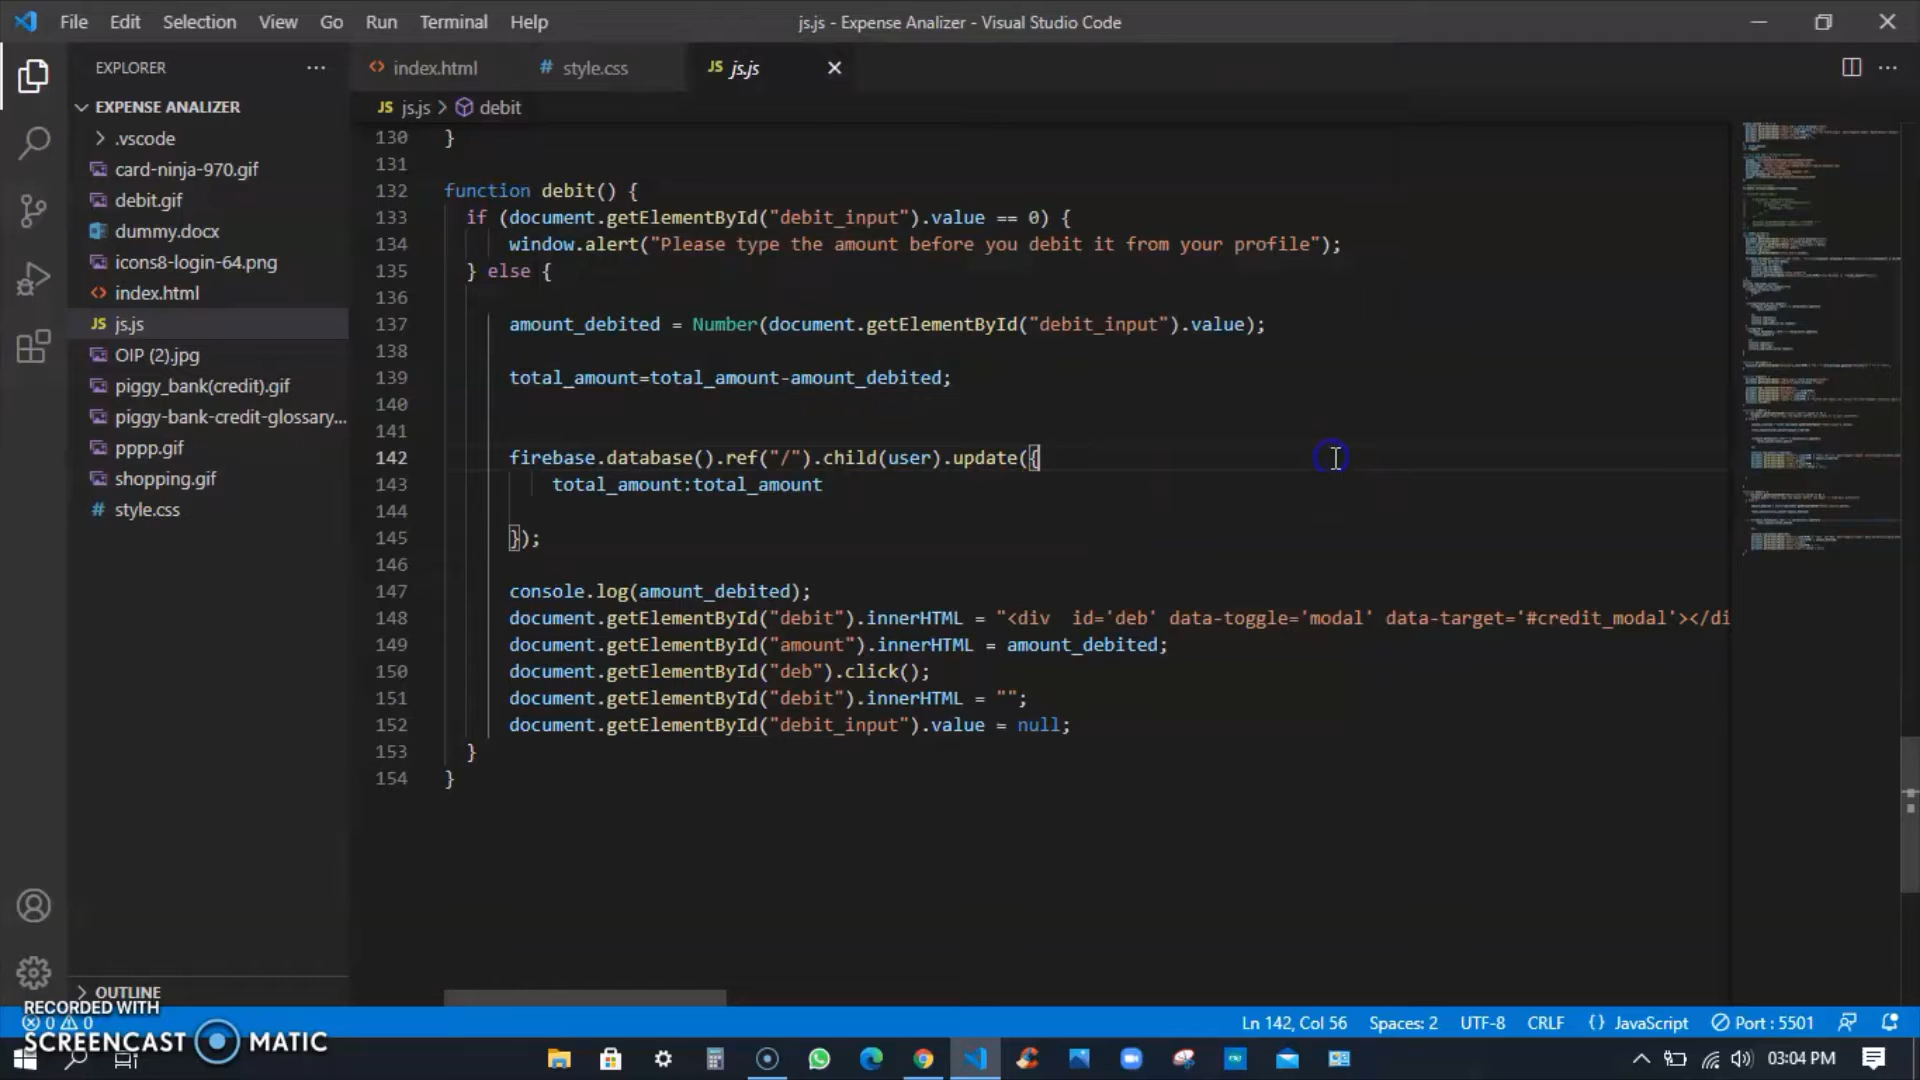 File Edit Selection View Go Run Terminal Help
js.js - Expense Analizer - Visual Studio Code
EXPLORER
EXPENSE ANALIZER
.vscode
card-ninja-970.gif
debit.gif
dummy.docx
icons8-login-64.png
index.html
JS js.js
OIP (2).jpg
piggy_bank(credit).gif
piggy-bank-credit-glossary...
pppp.gif
shopping.gif
# style.css
OUTLINE
<> index.html # style.css JS js.js
JS js.js > debit
130 }
131
132 function debit() {
133 if (document.getElementById("debit_input").value == 0) {
134 window.alert("Please type the amount before you debit it from your profile");
135 } else {
136
137 amount_debited = Number(document.getElementById("debit_input").value);
138
139 total_amount=total_amount-amount_debited;
140
141
142 firebase.database().ref("/").child(user).update({
143 total_amount:total_amount
144
145 });
146
147 console.log(amount_debited);
148 document.getElementById("debit").innerHTML = "<div  id='deb' data-toggle='modal' data-target='#credit_modal'></di
149 document.getElementById("amount").innerHTML = amount_debited;
150 document.getElementById("deb").click();
151 document.getElementById("debit").innerHTML = "";
152 document.getElementById("debit_input").value = null;
153 }
154 }
RECORDED WITH
SCREENCAST MATIC
0 0
Ln 142, Col 56 Spaces: 2 UTF-8 CRLF {} JavaScript Port : 5501
03:04 PM